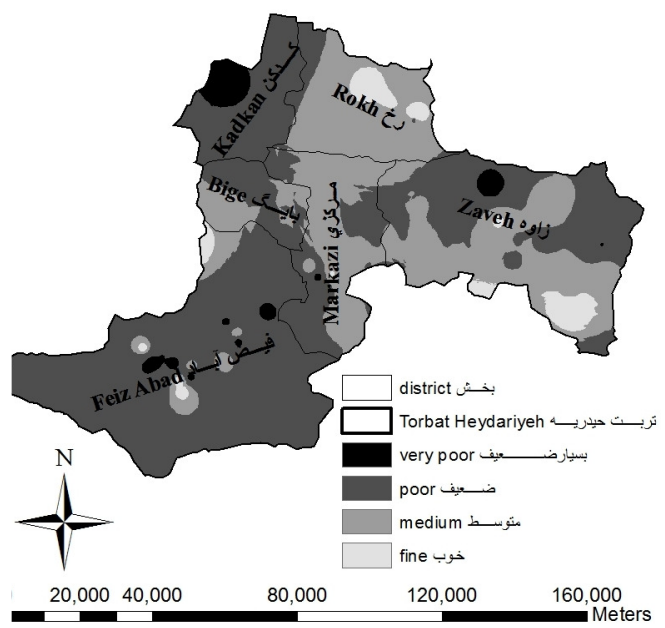 Kadkan کدکن
Rokh رخ
Bige بایگ
Markazi مرکزي
Zaveh زاوه
Feiz Abad فیض آباد
district بخش
Torbat Heydariyeh تربت حیدریه
very poor بسیارضعیف
poor ضعیف
medium متوسط
fine خوب
N
20,000 40,000 80,000 120,000 160,000
Meters